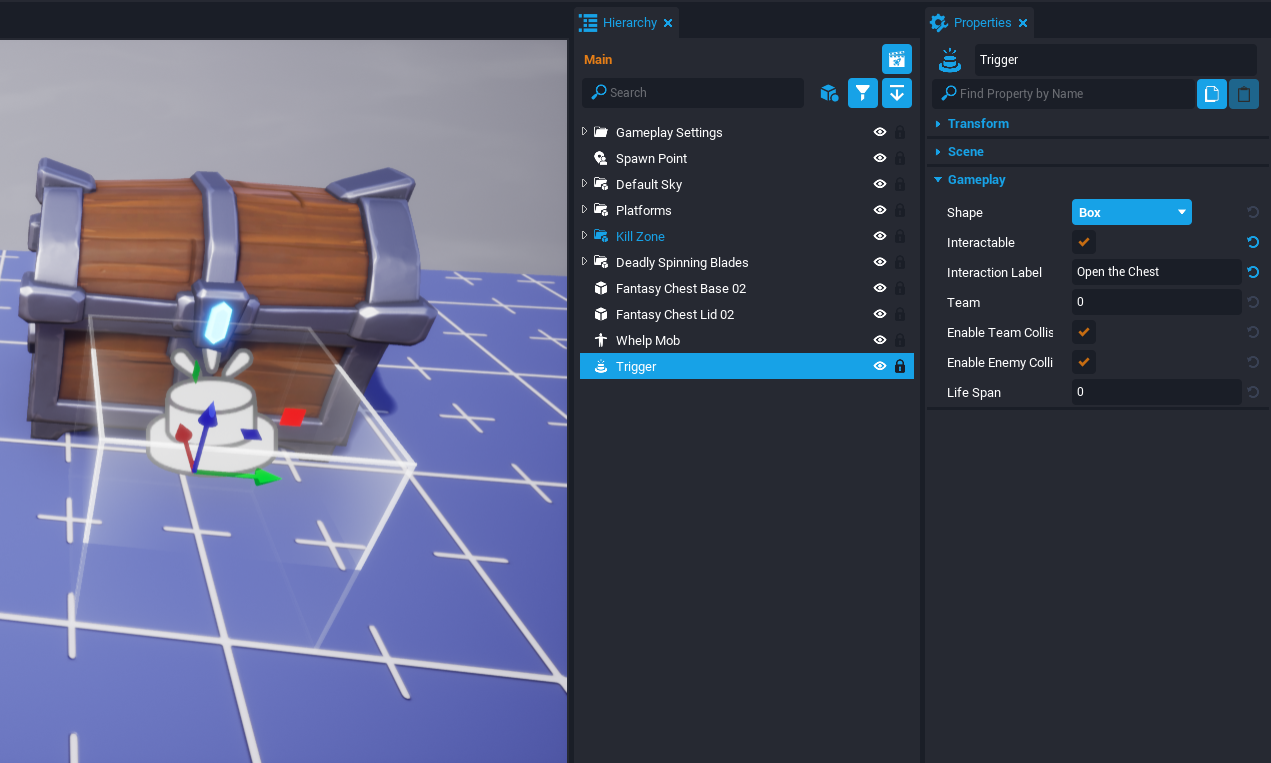 Hierarchy
Main
Search
Gameplay Settings
Spawn Point
Default Sky
Platforms
Kill Zone
Deadly Spinning Blades
Fantasy Chest Base 02
Fantasy Chest Lid 02
Whelp Mob
Trigger
Properties
Trigger
Find Property by Name
Transform
Scene
Gameplay
Shape Box
Interactable
Interaction Label Open the Chest
Team 0
Enable Team Collis
Enable Enemy Colli
Life Span 0